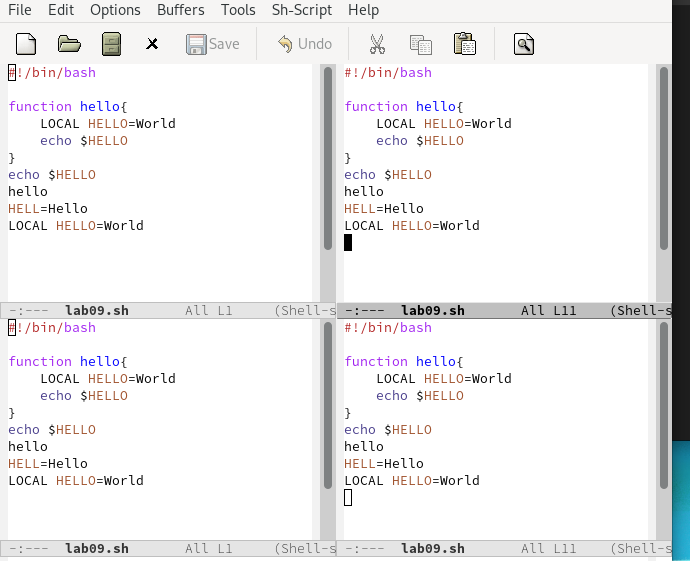 File Edit Options Buffers Tools Sh-Script Help
Save Undo
#!/bin/bash
function hello{
LOCAL HELLO=World
echo $HELLO
}
echo $HELLO
hello
HELL=Hello
LOCAL HELLO=World
-:--- lab09.sh All L1 (Shell-s
#!/bin/bash
function hello{
LOCAL HELLO=World
echo $HELLO
}
echo $HELLO
hello
HELL=Hello
LOCAL HELLO=World
-:--- lab09.sh All L11 (Shell-s
#!/bin/bash
function hello{
LOCAL HELLO=World
echo $HELLO
}
echo $HELLO
hello
HELL=Hello
LOCAL HELLO=World
-:--- lab09.sh All L1 (Shell-s
#!/bin/bash
function hello{
LOCAL HELLO=World
echo $HELLO
}
echo $HELLO
hello
HELL=Hello
LOCAL HELLO=World
-:--- lab09.sh All L11 (Shell-s